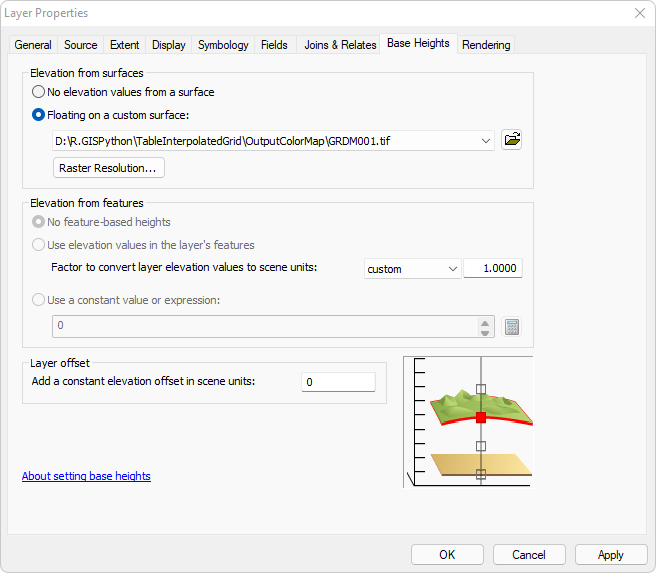 Layer Properties
General Source Extent Display Symbology Fields Joins & Relates Base Heights Rendering
Elevation from surfaces
No elevation values from a surface
Floating on a custom surface:
D:\R.GISPython\TableInterpolatedGrid\OutputColorMap\GRDM001.tif
Raster Resolution...
Elevation from features
No feature-based heights
Use elevation values in the layer's features
Factor to convert layer elevation values to scene units: custom 1.0000
Use a constant value or expression:
0
Layer offset
Add a constant elevation offset in scene units: 0
About setting base heights
OK Cancel Apply